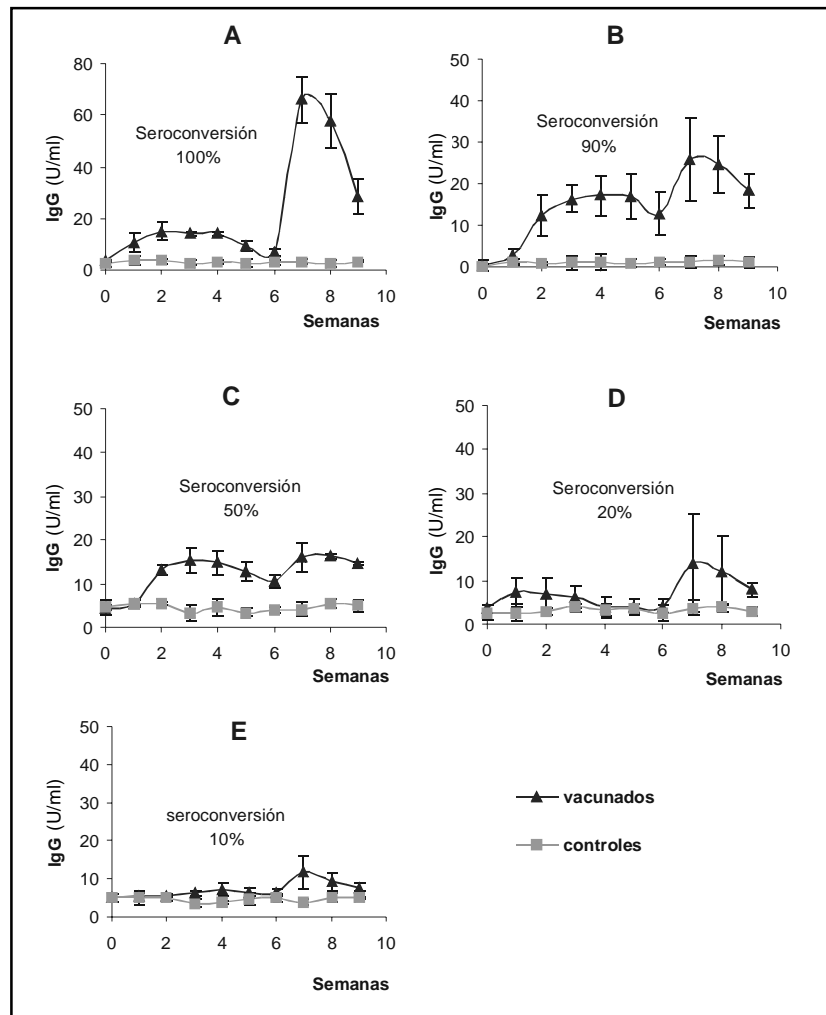 A
IgG (U/ml)
80
60
40
20
0
Seroconversión
100%
0 2 4 6 8 10
Semanas
B
IgG (U/ml)
50
40
30
20
10
0
Seroconversión
90%
0 2 4 6 8 10
Semanas
C
IgG (U/ml)
50
40
30
20
10
0
Seroconversión
50%
0 2 4 6 8 10
Semanas
D
IgG (U/ml)
50
40
30
20
10
0
Seroconversión
20%
0 2 4 6 8 10
Semanas
E
IgG (U/ml)
50
40
30
20
10
0
seroconversión
10%
0 2 4 6 8 10
Semanas
vacunados
controles